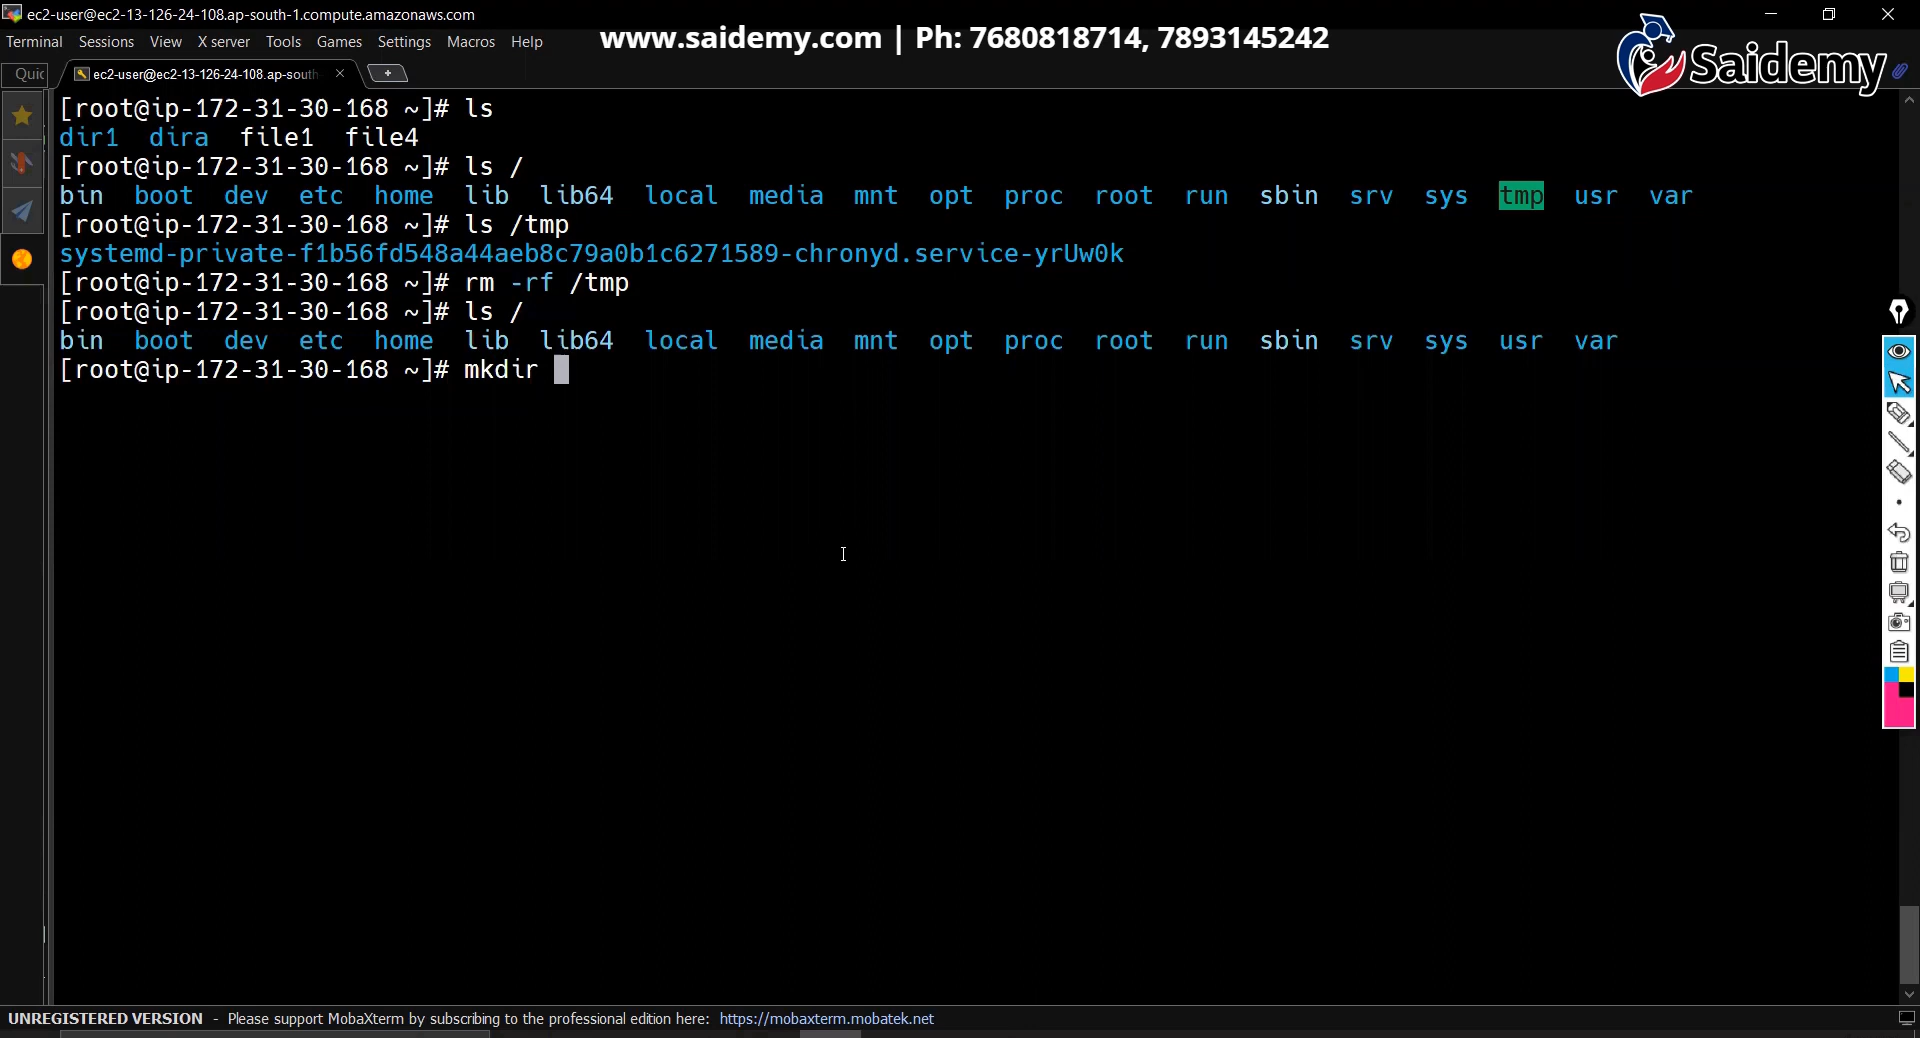 ec2-user@ec2-13-126-24-108.ap-south-1.compute.amazonaws.com
Terminal Sessions View X server Tools Games Settings Macros Help
www.saidemy.com | Ph: 7680818714, 7893145242
Saidemy
Quic
ec2-user@ec2-13-126-24-108.ap-south-
[root@ip-172-31-30-168 ~]# ls
dir1 dira file1 file4
[root@ip-172-31-30-168 ~]# ls /
bin boot dev etc home lib lib64 local media mnt opt proc root run sbin srv sys tmp usr var
[root@ip-172-31-30-168 ~]# ls /tmp
systemd-private-f1b56fd548a44aeb8c79a0b1c6271589-chronyd.service-yrUw0k
[root@ip-172-31-30-168 ~]# rm -rf /tmp
[root@ip-172-31-30-168 ~]# ls /
bin boot dev etc home lib lib64 local media mnt opt proc root run sbin srv sys usr var
[root@ip-172-31-30-168 ~]# mkdir
UNREGISTERED VERSION - Please support MobaXterm by subscribing to the professional edition here: https://mobaxterm.mobatek.net